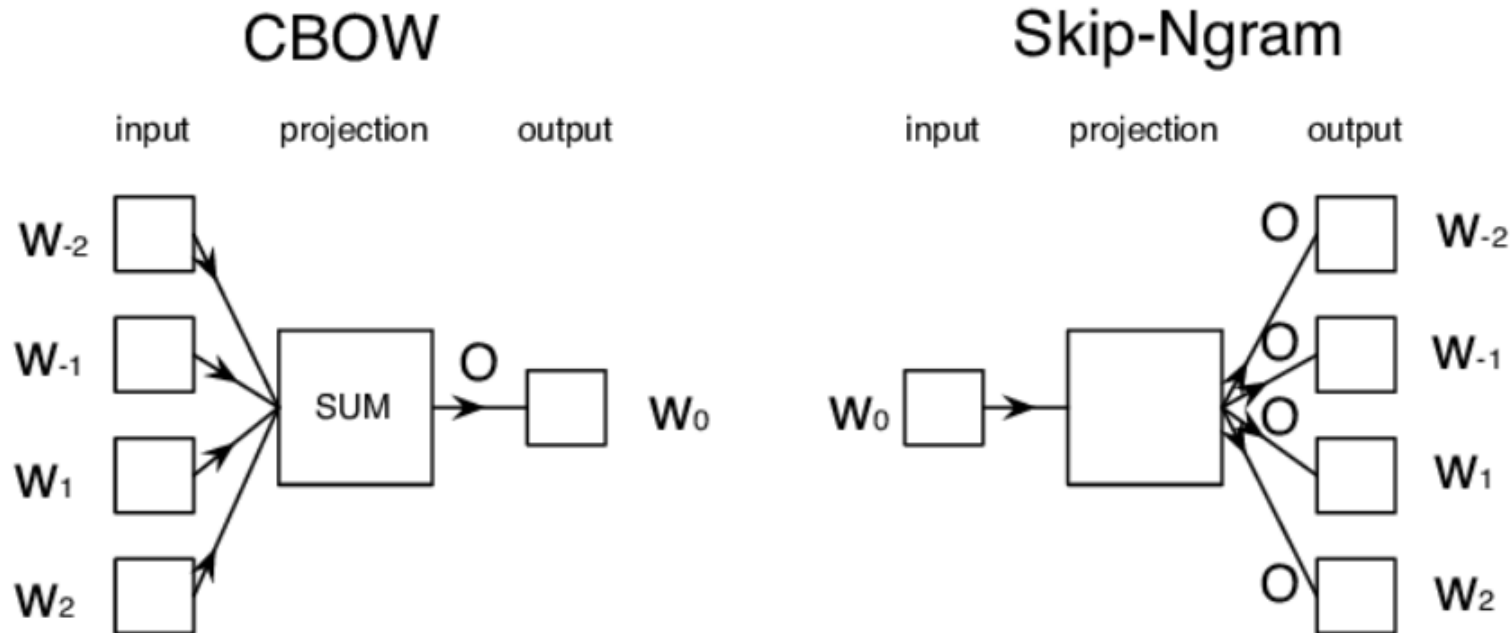 CBOW
input projection output
w-2
w-1
SUM
O
w0
w1
w2
Skip-Ngram
input projection output
w0
O
w-2
O
w-1
O
w1
O
w2